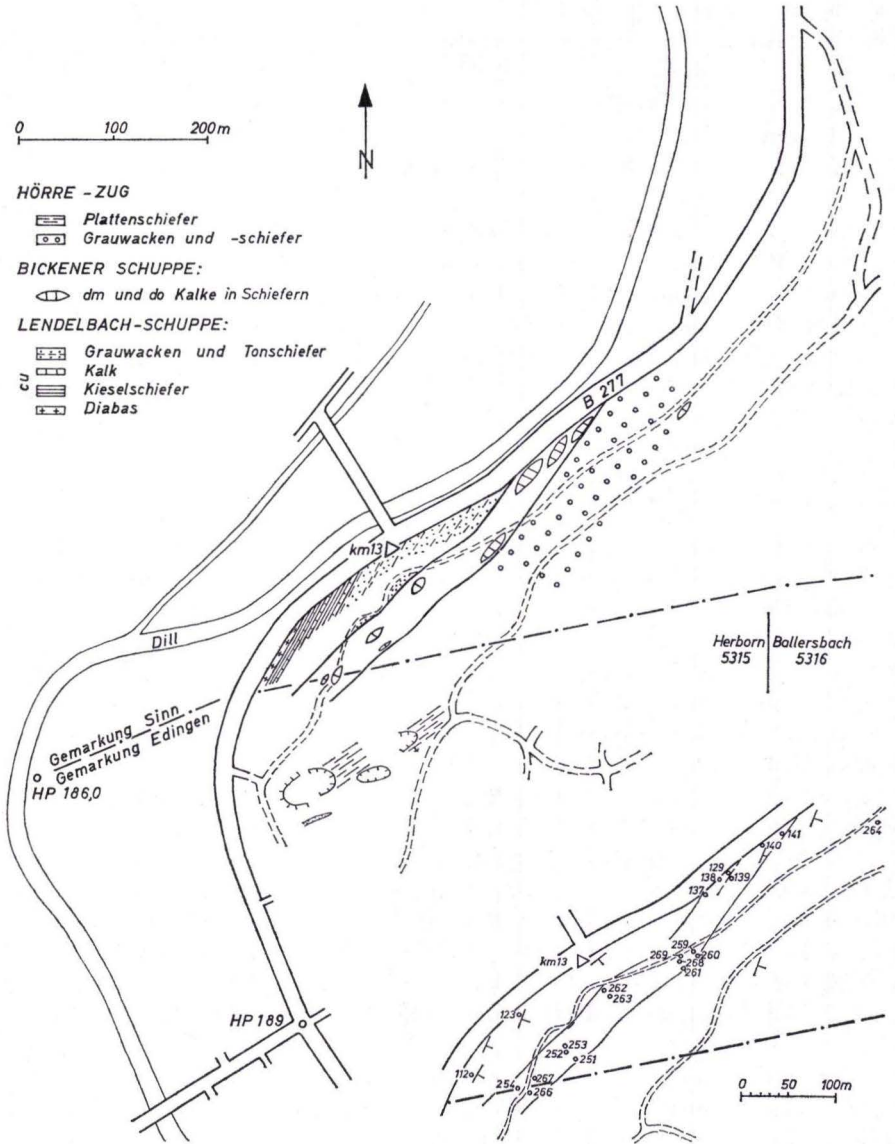 0 100 200m
N
HÖRRE - ZUG
Plattenschiefer
Grauwacken und -schiefer
BICKENER SCHUPPE:
dm und do Kalke in Schiefern
LENDELBACH-SCHUPPE:
Grauwacken und Tonschiefer
cu
Kalk
Kieselschiefer
Diabas
B 277
km13
Dill
Herborn Ballersbach
5315 5316
Gemarkung Sinn
Gemarkung Edingen
HP 186,0
HP 189
141
264
140
129
138 139
137
259
269 260
268
261
km13
262
263
123
253
252 251
112
267
254
266
0 50 100m